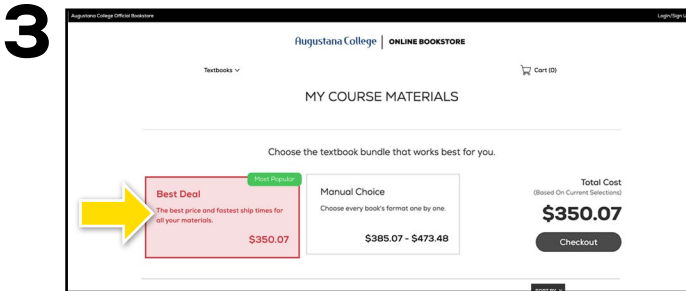 3
Augustana College Official Bookstore
Login/Sign U
Augustana College | ONLINE BOOKSTORE
Textbooks
Cart (0)
MY COURSE MATERIALS
Choose the textbook bundle that works best for you.
Most Popular
Best Deal
The best price and fastest ship times for
all your materials.
$350.07
Manual Choice
Choose every book's format one by one.
$385.07 - $473.48
Total Cost
(Based On Current Selections)
$350.07
Checkout
SORT BY